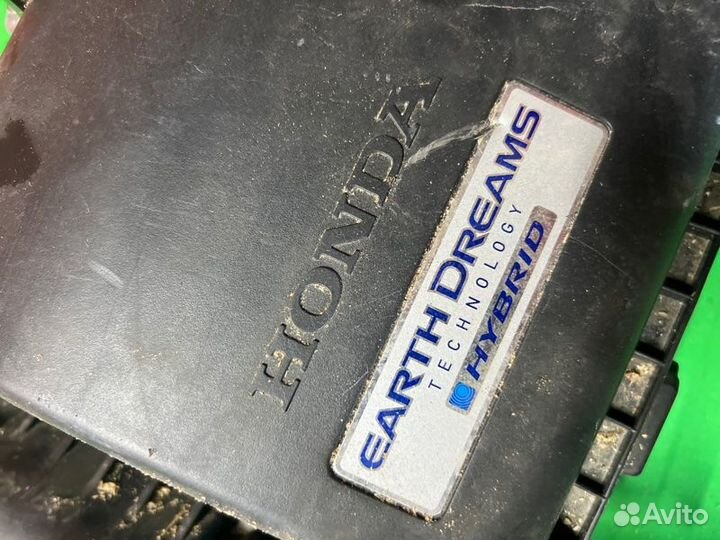 HONDA
EARTH DREAMS
TECHNOLOGY
HYBRID
Avito